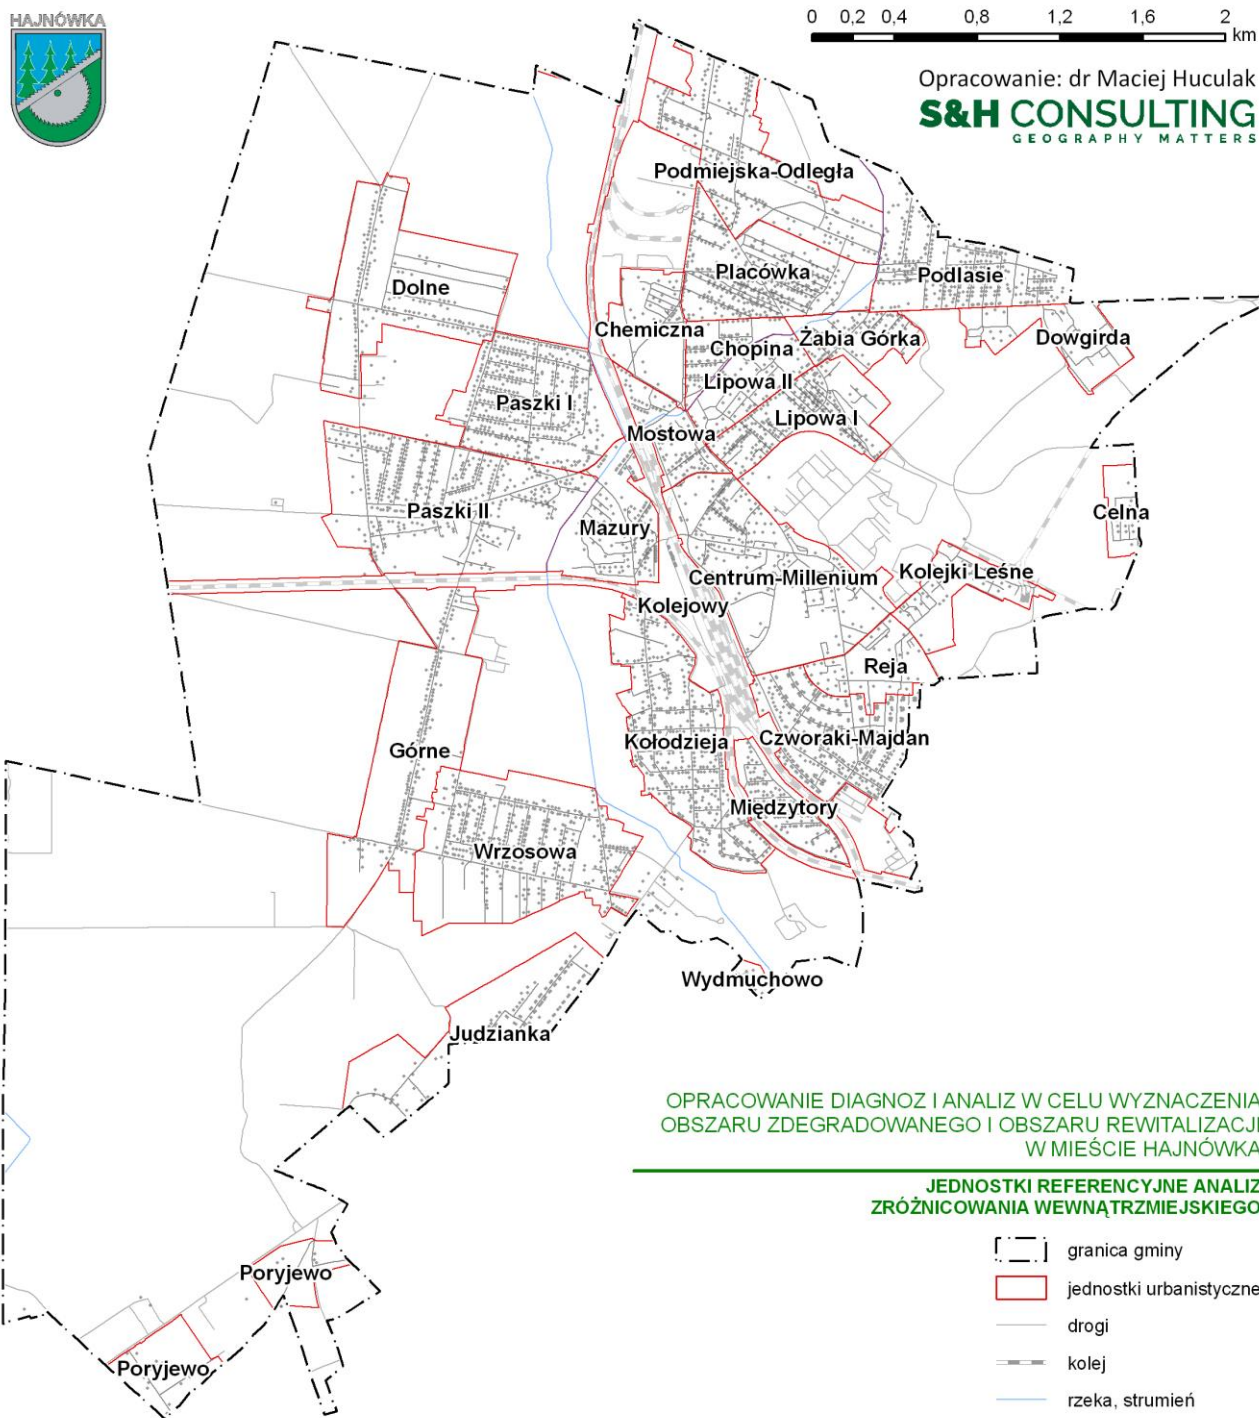 HAJNÓWKA
0 0,2 0,4 0,8 1,2 1,6 2
km
Opracowanie: dr Maciej Huculak
S&H CONSULTING
GEOGRAPHY MATTERS
Podmiejska-Odległa
Placówka
Podlasie
Dolne
Chemiczna
Chopina
Żabia Górka
Dowgirda
Lipowa II
Paszki I
Lipowa I
Mostowa
Paszki II
Mazury
Celna
Centrum-Millenium
Kolejki Leśne
Kolejowy
Reja
Górne
Kołodzieja
Czworaki-Majdan
Międzytory
Wrzosowa
Wydmuchowo
Judzianka
OPRACOWANIE DIAGNOZ I ANALIZ W CELU WYZNACZENIA
OBSZARU ZDEGRADOWANEGO I OBSZARU REWITALIZACJI
W MIEŚCIE HAJNÓWKA
JEDNOSTKI REFERENCYJNE ANALIZ
ZRÓŻNICOWANIA WEWNĄTRZMIEJSKIEGO
granica gminy
Poryjewo
jednostki urbanistyczne
drogi
Poryjewo
kolej
rzeka, strumień